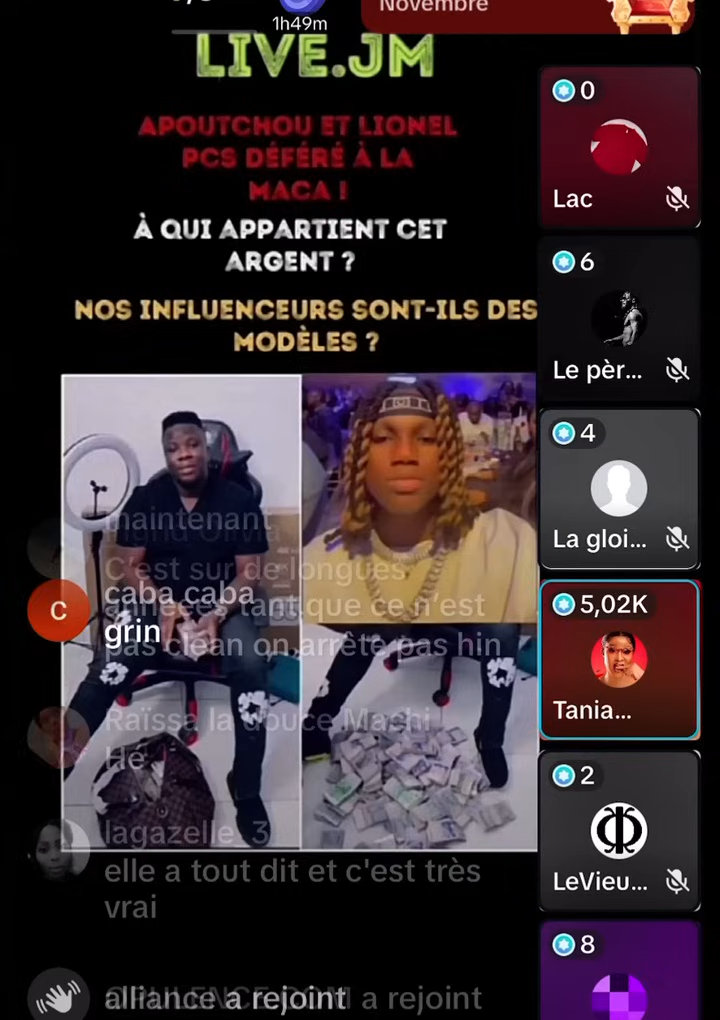 Novembre
1h49m
LIVE.JM
APOUTCHOU ET LIONEL
PCS DÉFÉRÉ À LA
MACA !
À QUI APPARTIENT CET
ARGENT ?
NOS INFLUENCEURS SONT-ILS DES
MODÈLES ?
0
Lac
6
Le pèr...
4
La gloi...
5,02K
Tania...
2
LeVieu...
8
maintenant
C'est sur de longues
années tant que ce n'est
pas clean on arrête pas hin
C
caba caba
grin
Raïssa la douce Machi
Hé
lagazelle_3
elle a tout dit et c'est très
vrai
alliance a rejoint
a rejoint